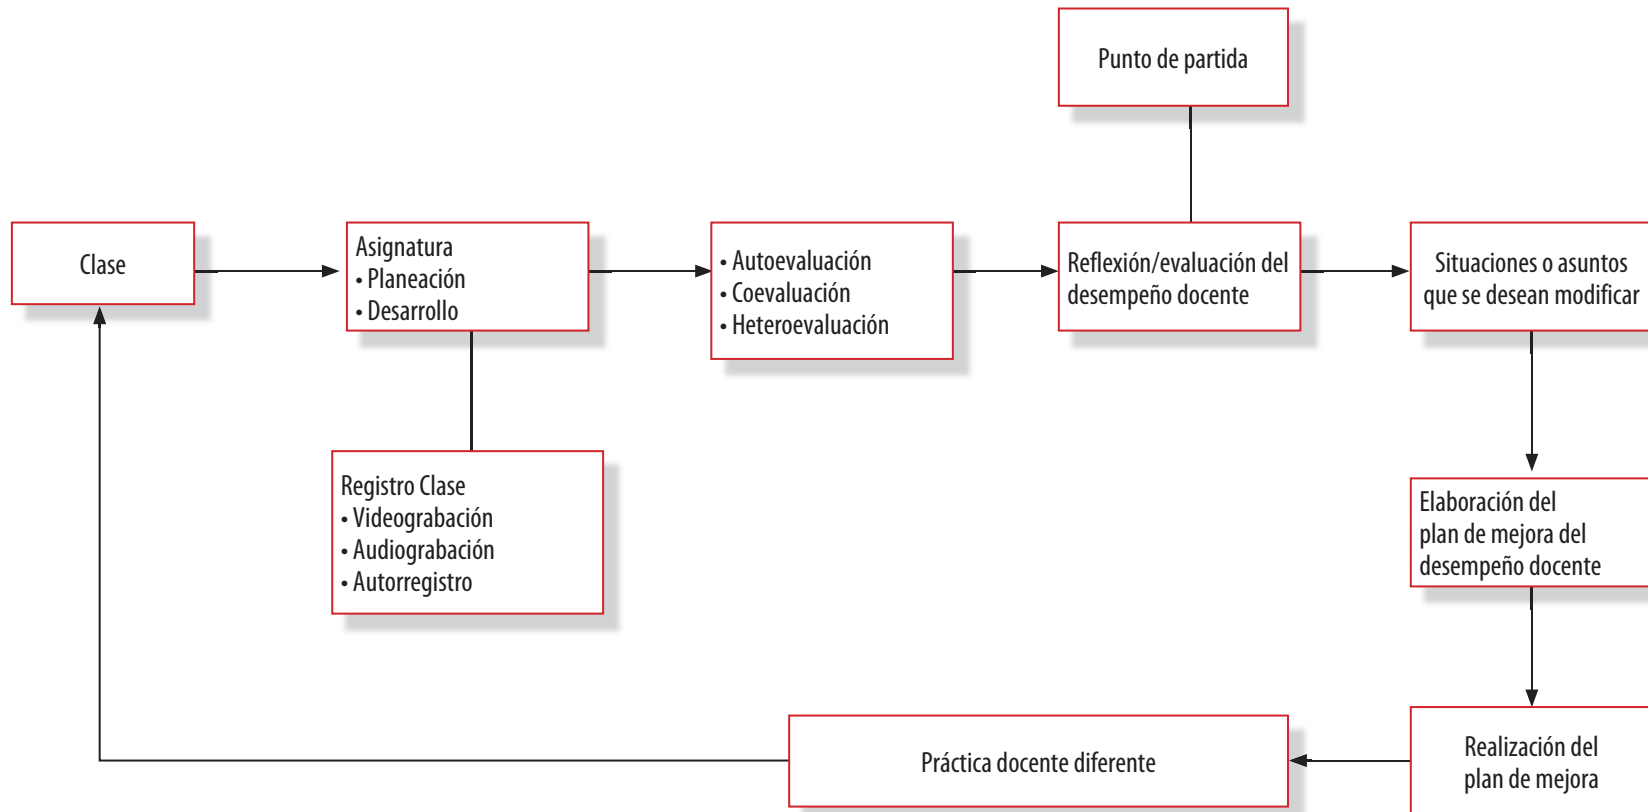 Punto de partida
Clase
Asignatura
• Planeación
• Desarrollo
• Autoevaluación
• Coevaluación
• Heteroevaluación
Reflexión/evaluación del
desempeño docente
Situaciones o asuntos
que se desean modificar
Registro Clase
• Videograbación
• Audiograbación
• Autorregistro
Elaboración del
plan de mejora del
desempeño docente
Realización del
plan de mejora
Práctica docente diferente